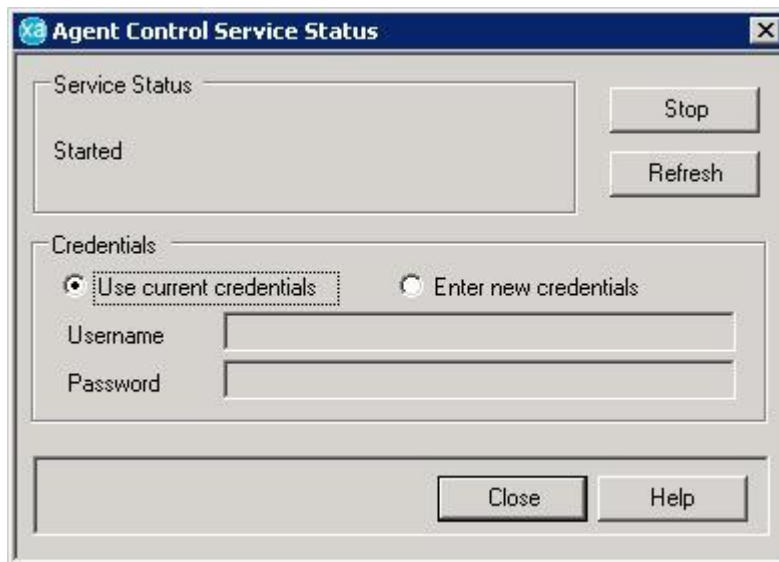 xa Agent Control Service Status
Service Status
Stop
Started
Refresh
Credentials
Use current credentials Enter new credentials
Username
Password
Close Help